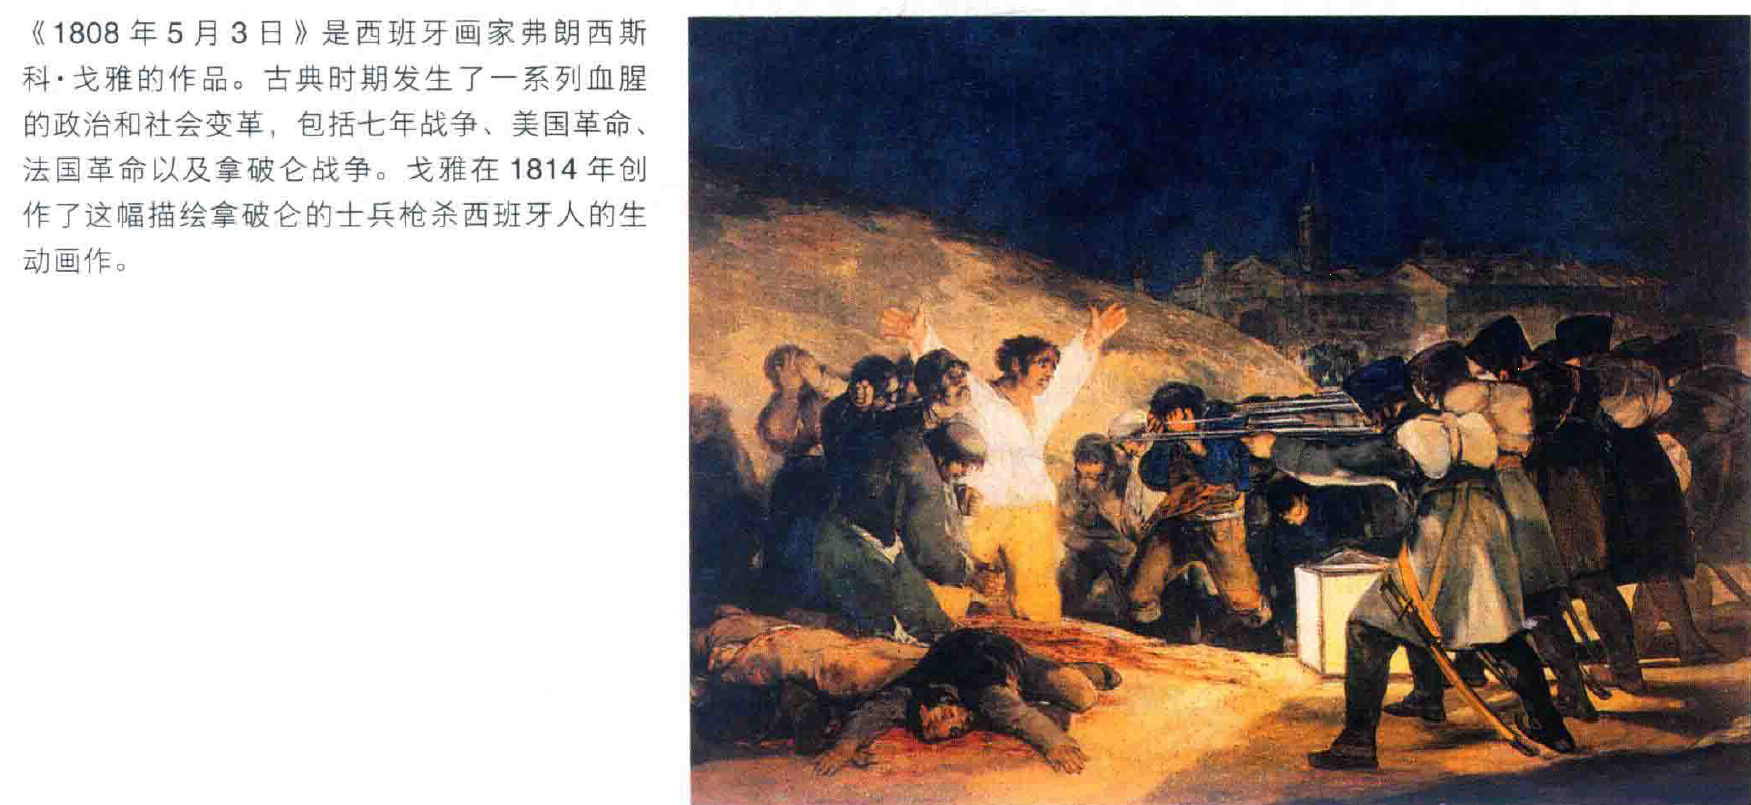 《1808 年 5 月 3 日》是西班牙画家弗朗西斯
科·戈雅的作品。古典时期发生了一系列血腥
的政治和社会变革，包括七年战争、美国革命、
法国革命以及拿破仑战争。戈雅在 1814 年创
作了这幅描绘拿破仑的士兵枪杀西班牙人的生
动画作。